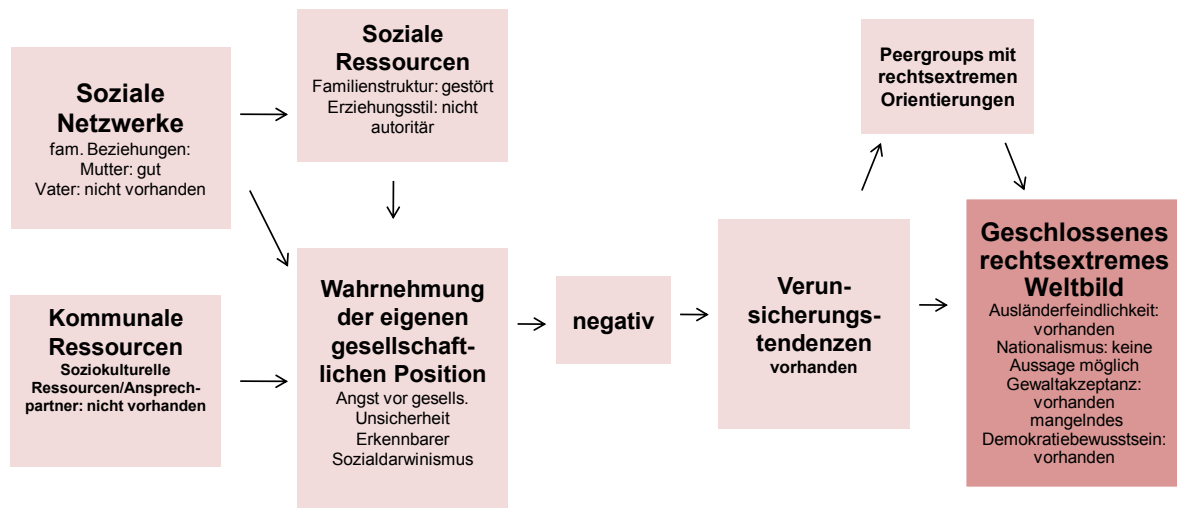 Soziale
Netzwerke
fam. Beziehungen:
Mutter: gut
Vater: nicht vorhanden
Soziale
Ressourcen
Familienstruktur: gestört
Erziehungsstil: nicht
autoritär
Kommunale
Ressourcen
Soziokulturelle
Ressourcen/Ansprech-
partner: nicht vorhanden
Wahrnehmung
der eigenen
gesellschaft-
lichen Position
Angst vor gesells.
Unsicherheit
Erkennbarer
Sozialdarwinismus
negativ
Verun-
sicherungs-
tendenzen
vorhanden
Peergroups mit
rechtsextremen
Orientierungen
Geschlossenes
rechtsextremes
Weltbild
Ausländerfeindlichkeit:
vorhanden
Nationalismus: keine
Aussage möglich
Gewaltakzeptanz:
vorhanden
mangelndes
Demokratiebewusstsein:
vorhanden